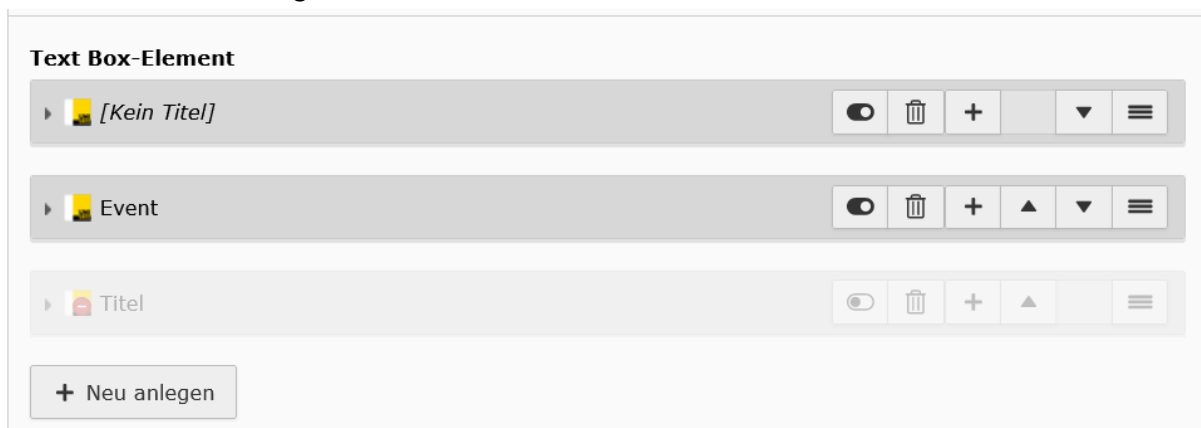 Text Box-Element
[Kein Titel]
Event
Titel
+ Neu anlegen